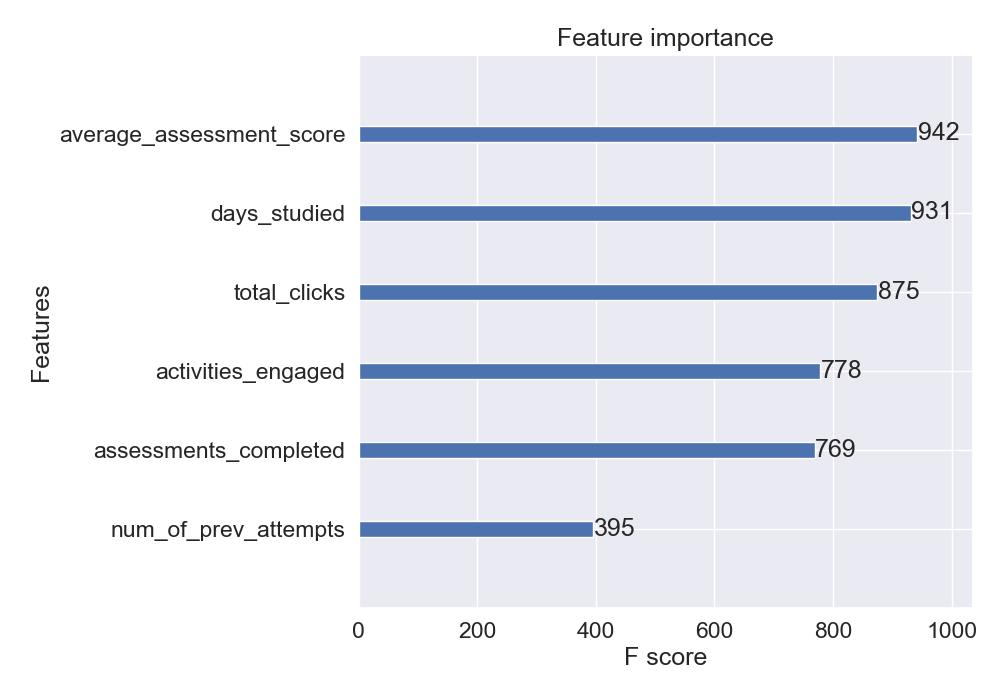 Feature importance
average_assessment_score
942
days_studied
931
total_clicks
875
activities_engaged
778
assessments_completed
769
num_of_prev_attempts
395
Features
0 200 400 600 800 1000
F score